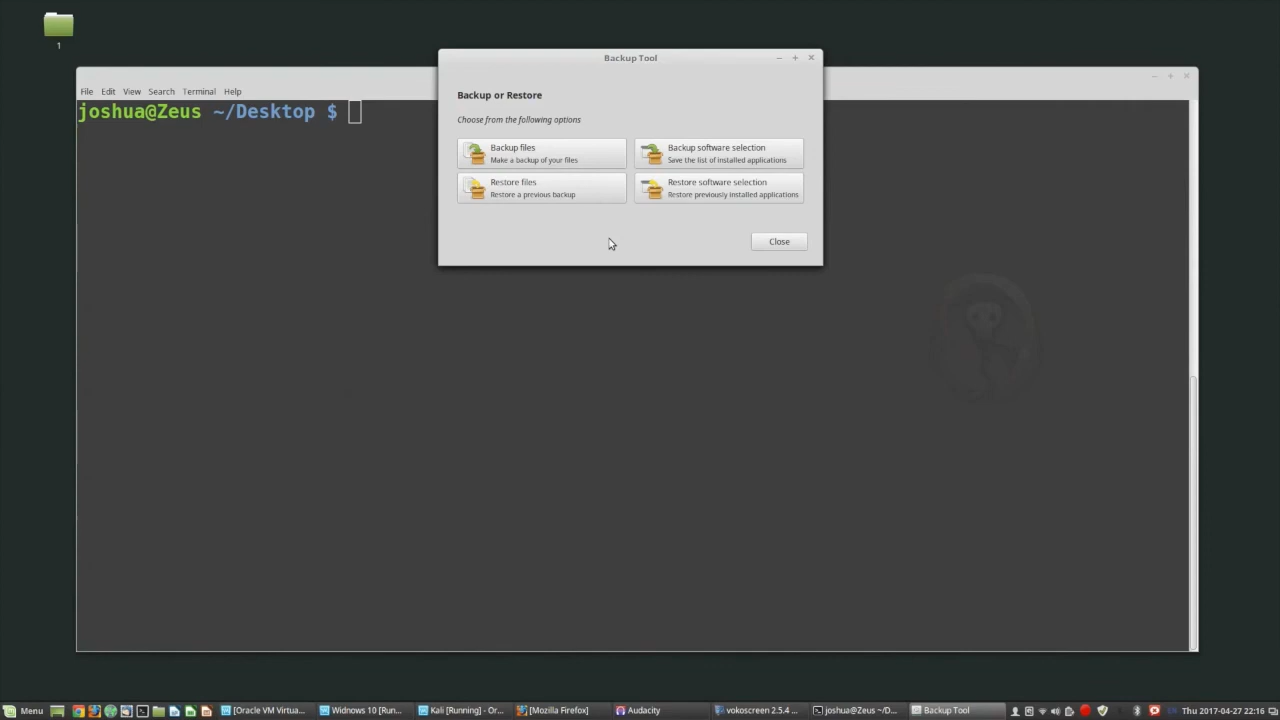 1
Backup Tool
Backup or Restore
Choose from the following options
Backup files
Make a backup of your files
Backup software selection
Save the list of installed applications
Restore files
Restore a previous backup
Restore software selection
Restore previously installed applications
Close
File Edit View Search Terminal Help
joshua@Zeus ~/Desktop $
Menu [Oracle VM Virtua... Widnows 10 [Run... Kali [Running] - Or... [Mozilla Firefox] Audacity vokoscreen 2.5.4 ... joshua@Zeus ~/D... Backup Tool Thu 2017-04-27 22:16